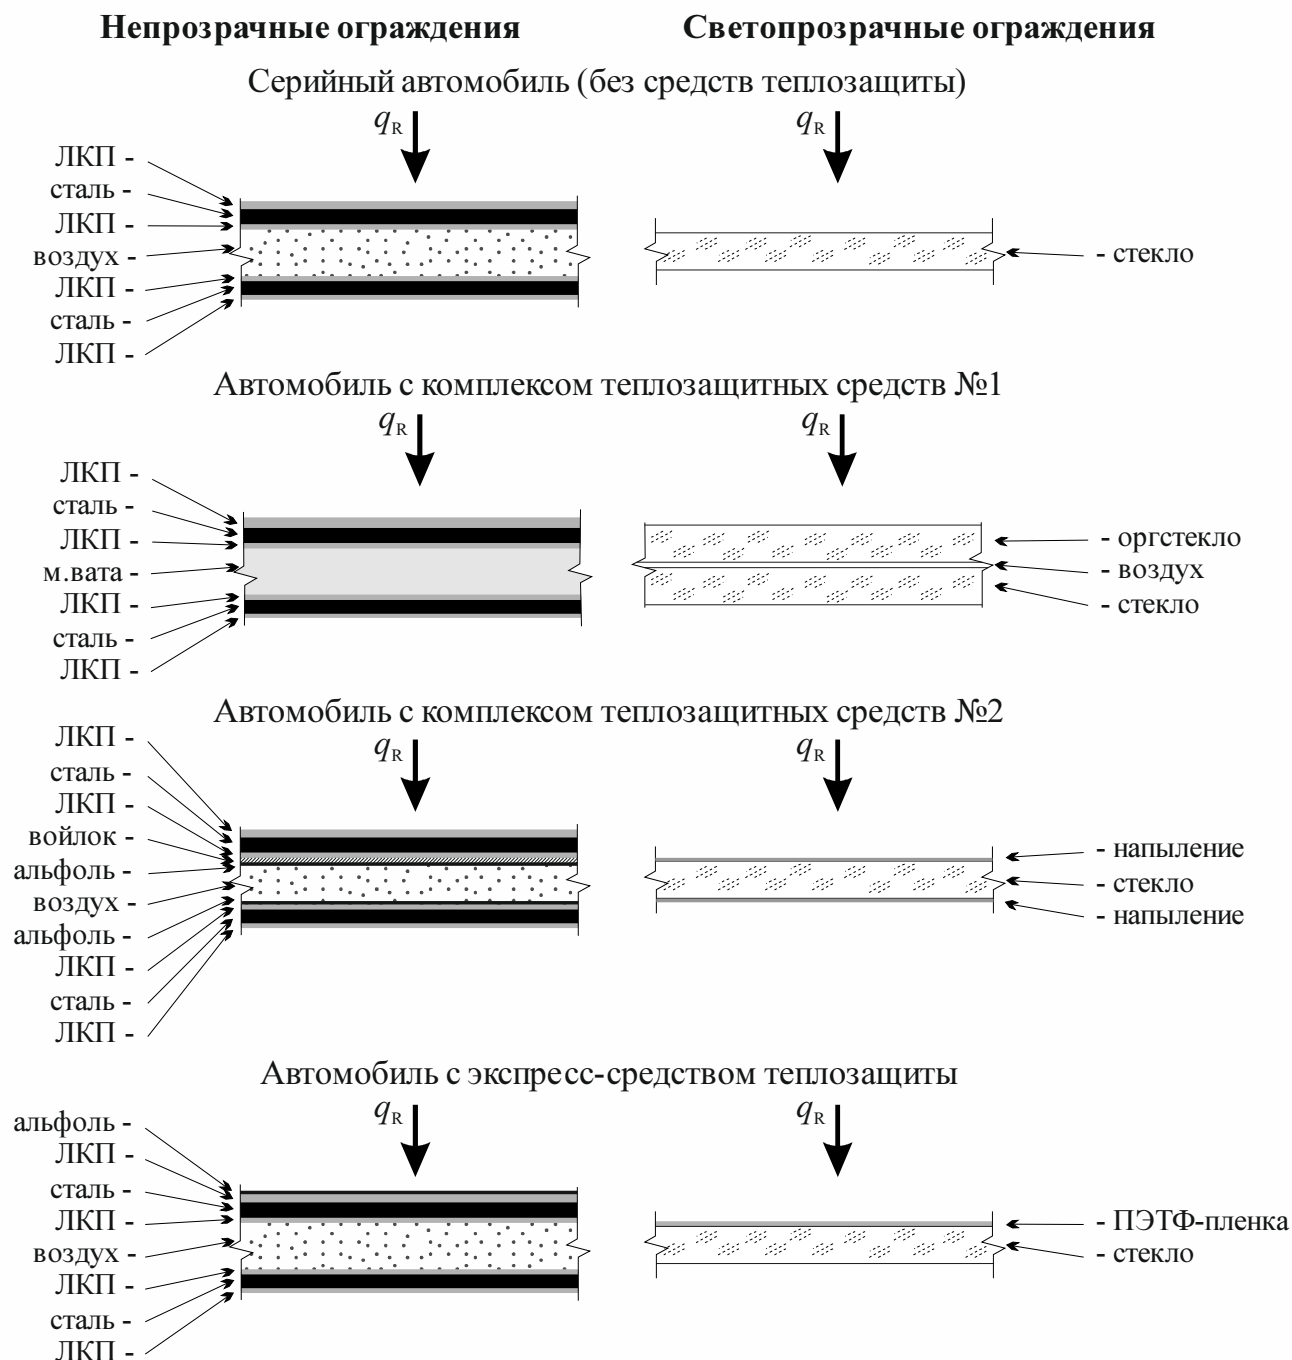 Непрозрачные ограждения
Светопрозрачные ограждения
Серийный автомобиль (без средств теплозащиты)
qR
qR
ЛКП -
сталь -
ЛКП -
воздух -
ЛКП -
сталь -
ЛКП -
- стекло
Автомобиль с комплексом теплозащитных средств №1
qR
qR
ЛКП -
сталь -
ЛКП -
м.вата -
ЛКП -
сталь -
ЛКП -
- оргстекло
- воздух
- стекло
Автомобиль с комплексом теплозащитных средств №2
qR
qR
ЛКП -
сталь -
ЛКП -
войлок -
альфоль -
воздух -
альфоль -
ЛКП -
сталь -
ЛКП -
- напыление
- стекло
- напыление
Автомобиль с экспресс-средством теплозащиты
qR
qR
альфоль -
ЛКП -
сталь -
ЛКП -
воздух -
ЛКП -
сталь -
ЛКП -
- ПЭТФ-пленка
- стекло